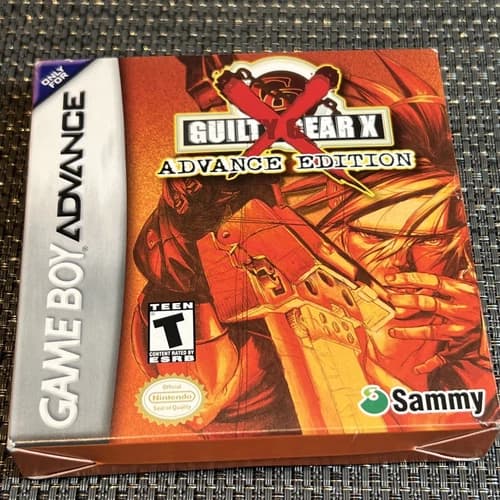 ONLY
FOR
GAME BOY ADVANCE
GUILTY GEAR X
ADVANCE EDITION
TEEN
T
CONTENT RATED BY
ESRB
Official
Nintendo
Seal of Quality
Sammy